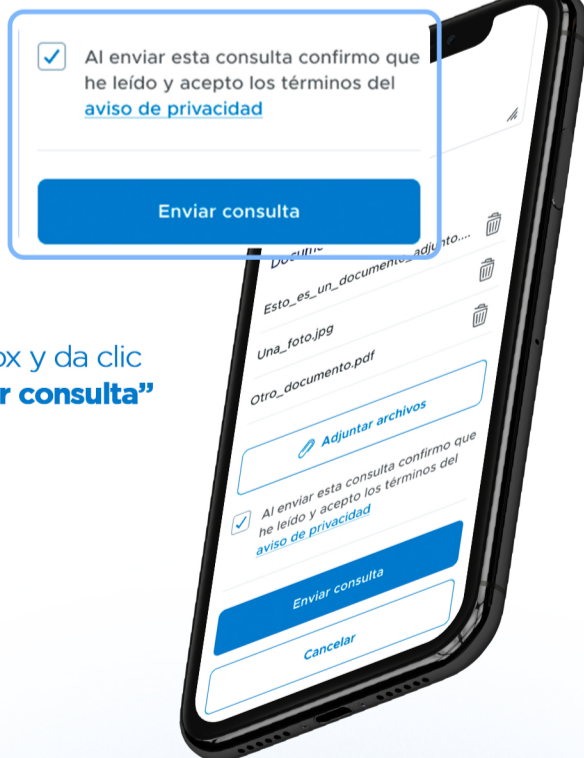 Al enviar esta consulta confirmo que
he leído y acepto los términos del
aviso de privacidad
Enviar consulta
Esto_es_un_documento_adjunto....
Una_foto.jpg
Otro_documento.pdf
Adjuntar archivos
Al enviar esta consulta confirmo que
he leído y acepto los términos del
aviso de privacidad
Enviar consulta
Cancelar
y da clic
consulta”